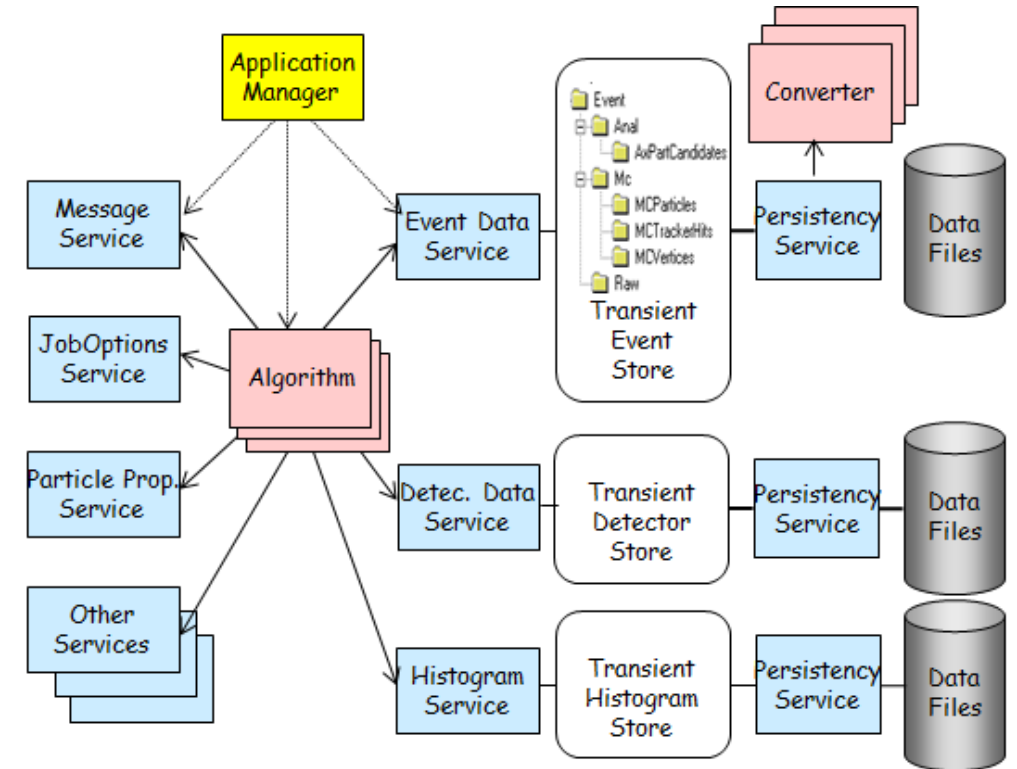 Application
Manager
Event
Anal
AxPartCandidates
Mc
MCParticles
MCTrackerHits
MCVertices
Raw
Transient
Event
Store
Converter
Message
Service
Event Data
Service
Persistency
Service
Data
Files
JobOptions
Service
Algorithm
Particle Prop.
Service
Detec. Data
Service
Transient
Detector
Store
Persistency
Service
Data
Files
Other
Services
Histogram
Service
Transient
Histogram
Store
Persistency
Service
Data
Files